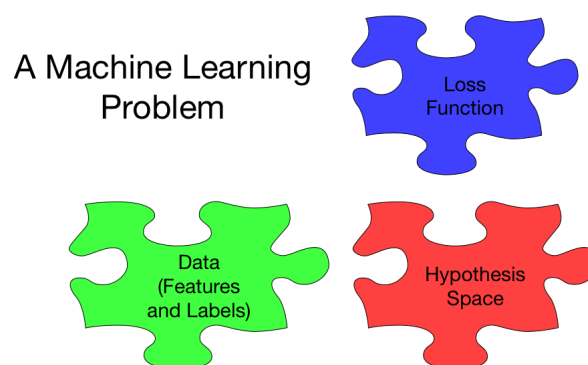 A Machine Learning
Problem
Loss
Function
Data
(Features
and Labels)
Hypothesis
Space